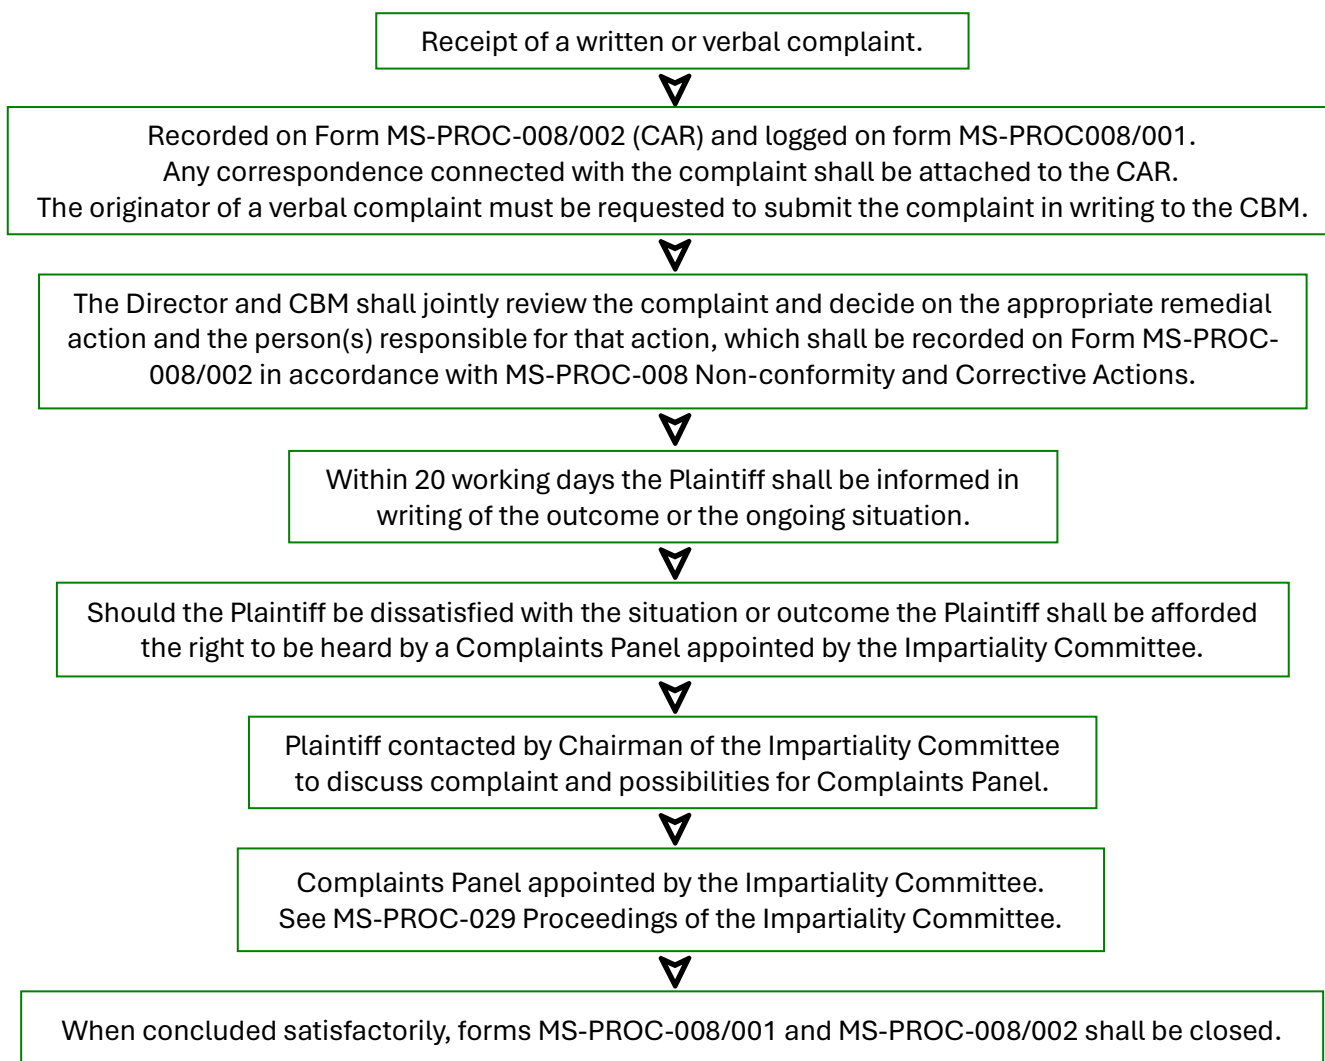 Receipt of a written or verbal complaint.
Recorded on Form MS-PROC-008/002 (CAR) and logged on form MS-PROC008/001.
Any correspondence connected with the complaint shall be attached to the CAR.
The originator of a verbal complaint must be requested to submit the complaint in writing to the CBM.
The Director and CBM shall jointly review the complaint and decide on the appropriate remedial
action and the person(s) responsible for that action, which shall be recorded on Form MS-PROC-
008/002 in accordance with MS-PROC-008 Non-conformity and Corrective Actions.
Within 20 working days the Plaintiff shall be informed in
writing of the outcome or the ongoing situation.
Should the Plaintiff be dissatisfied with the situation or outcome the Plaintiff shall be afforded
the right to be heard by a Complaints Panel appointed by the Impartiality Committee.
Plaintiff contacted by Chairman of the Impartiality Committee
to discuss complaint and possibilities for Complaints Panel.
Complaints Panel appointed by the Impartiality Committee.
See MS-PROC-029 Proceedings of the Impartiality Committee.
When concluded satisfactorily, forms MS-PROC-008/001 and MS-PROC-008/002 shall be closed.